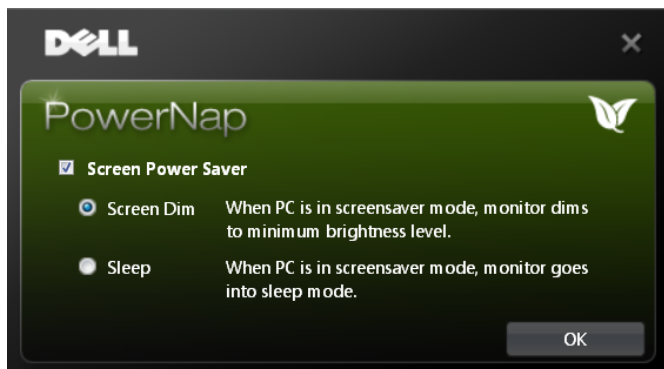 DELL
PowerNap
Screen Power Saver
Screen Dim When PC is in screensaver mode, monitor dims
to minimum brightness level.
Sleep When PC is in screensaver mode, monitor goes
into sleep mode.
OK